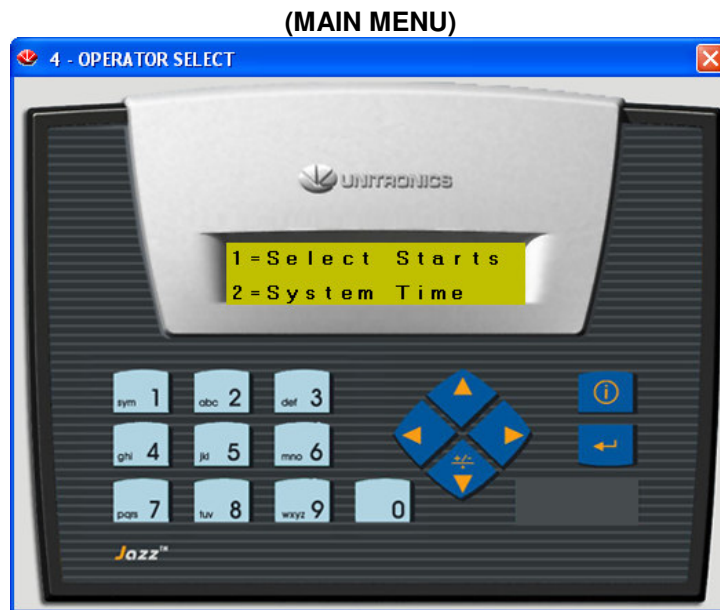 (MAIN MENU)
4 - OPERATOR SELECT
UNITRONICS
1=Select Starts
2=System Time
sym 1
abc 2
def 3
ghi 4
jkl 5
mno 6
+/-
pqrs 7
tuv 8
wxyz 9
0
Jazz™